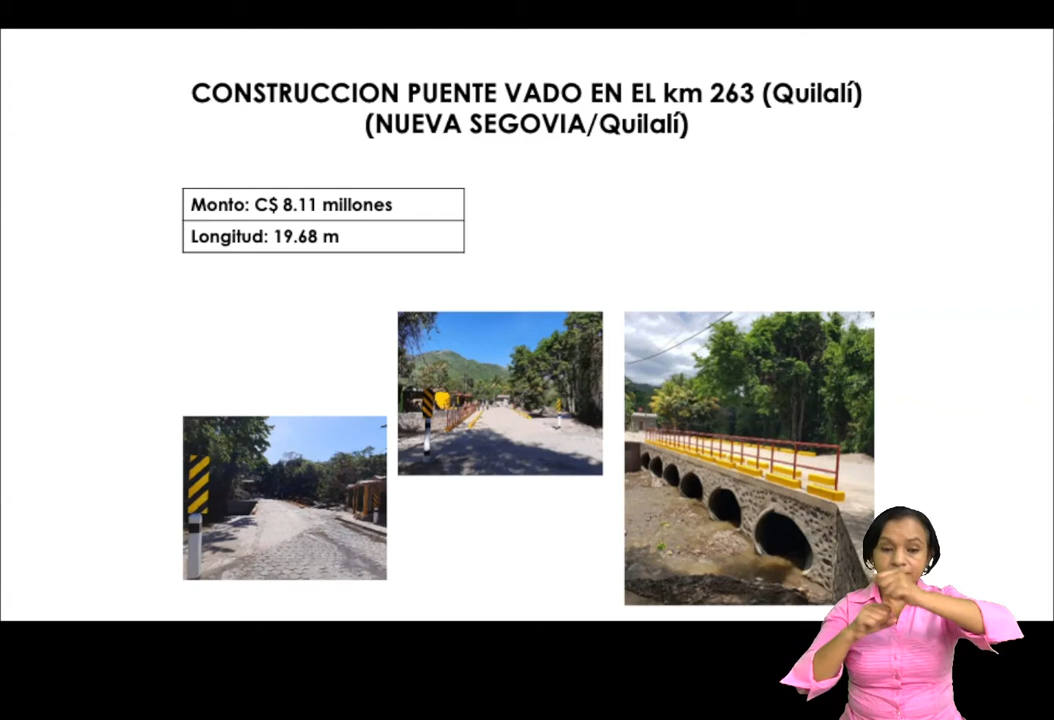 CONSTRUCCION PUENTE VADO EN EL km 263 (Quilalí)
(NUEVA SEGOVIA/Quilalí)
Monto: C$ 8.11 millones
Longitud: 19.68 m